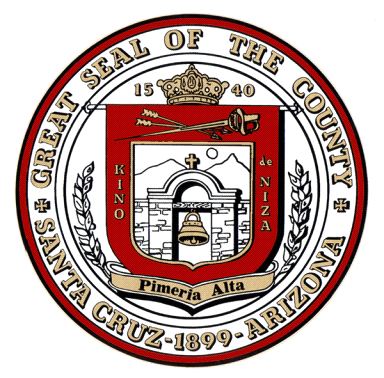 GREAT SEAL OF THE COUNTY
15 40
KINO
de NIZA
Pimeria Alta
SANTA CRUZ-1899-ARIZONA